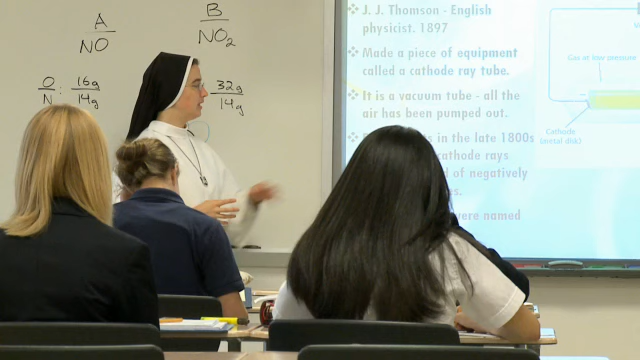 A
NO
B
NO2
O : 16g
N 14g
32g
14g
• J. J. Thomson - English
physicist. 1897
• Made a piece of equipment
called a cathode ray tube.
• It is a vacuum tube - all the
air has been pumped out.
in the late 1800s
cathode rays
of negatively
were named
Gas at low pressure
Cathode
(metal disk)